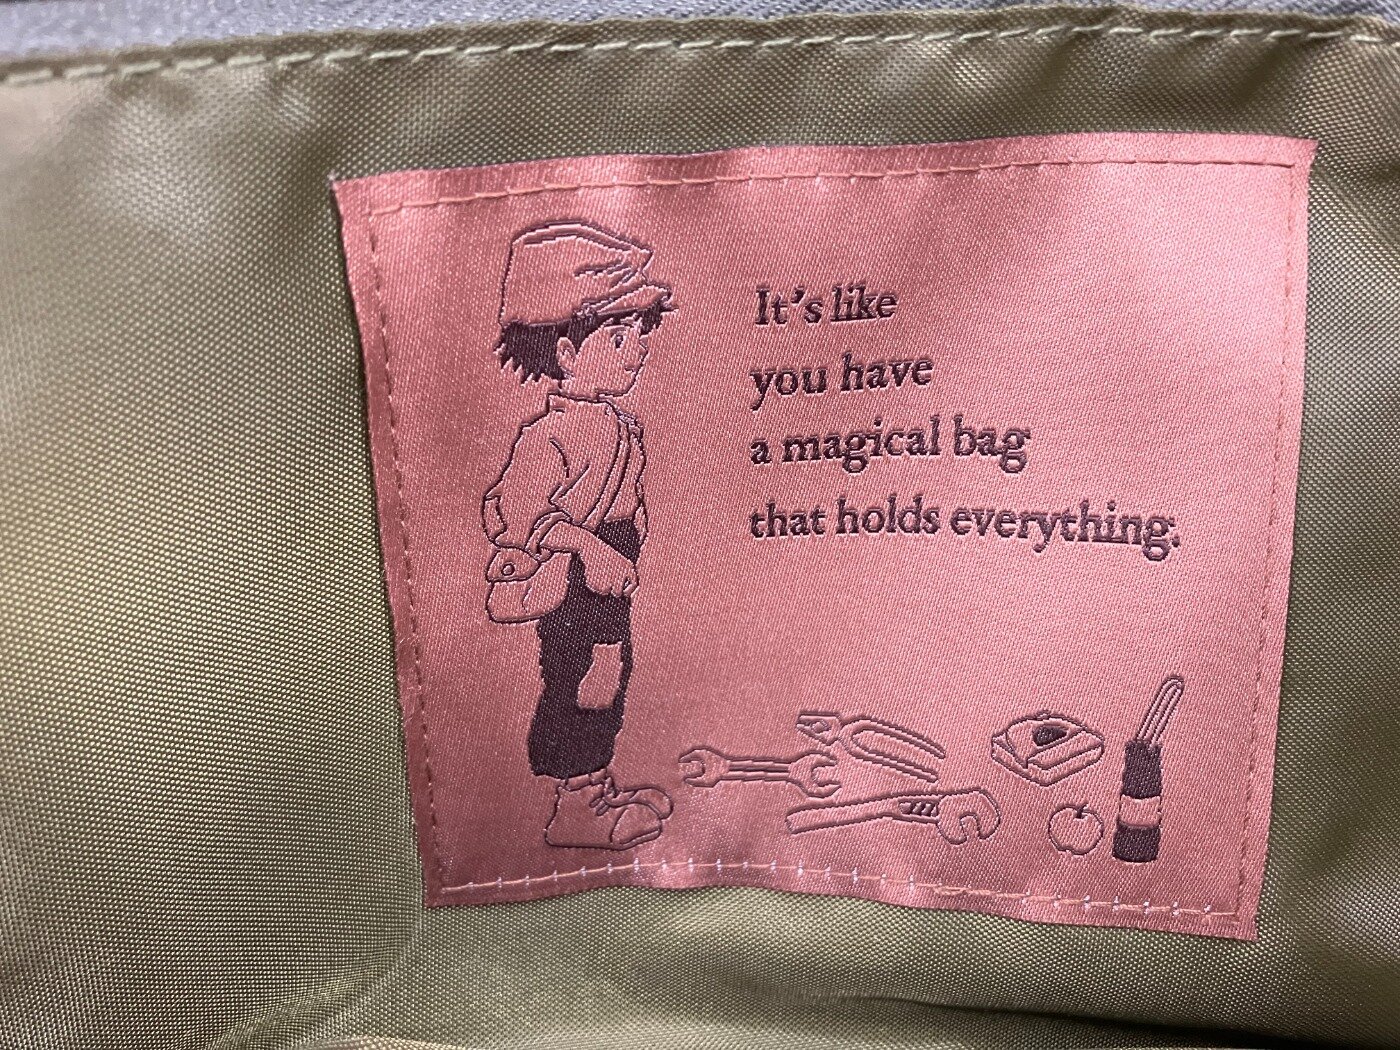 It's like
you have
a magical bag
that holds everything.